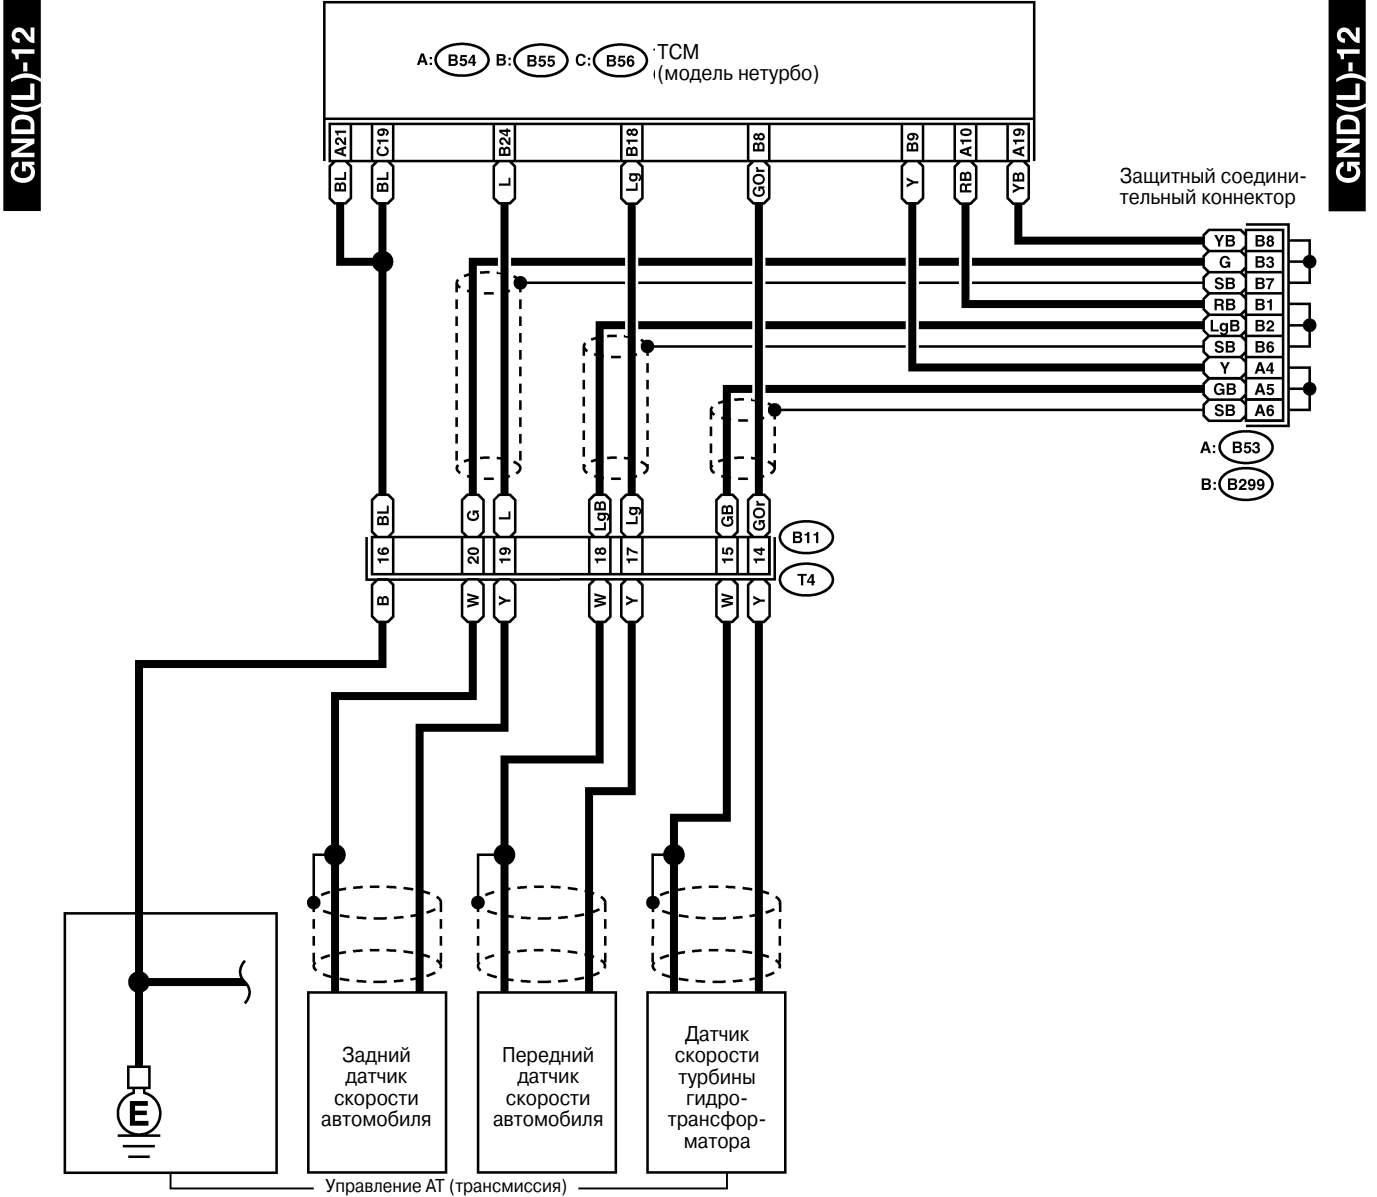 GND(L)-12
GND(L)-12
A: B54 B: B55 C: B56
TCM
(модель нетурбо)
A21 C19 B24 B18 B8 B9 A10 A19
BL BL L Lg GOr Y RB YB
Защитный соедини-
тельный коннектор
YB B8
G B3
SB B7
RB B1
LgB B2
SB B6
Y A4
GB A5
SB A6
A: B53
B: B299
BL G L LgB Lg GB GOr
16 20 19 18 17 15 14
B11
T4
B W Y W Y W Y
E
Задний
датчик
скорости
автомобиля
Передний
датчик
скорости
автомобиля
Датчик
скорости
турбины
гидро-
трансфор-
матора
Управление АТ (трансмиссия)